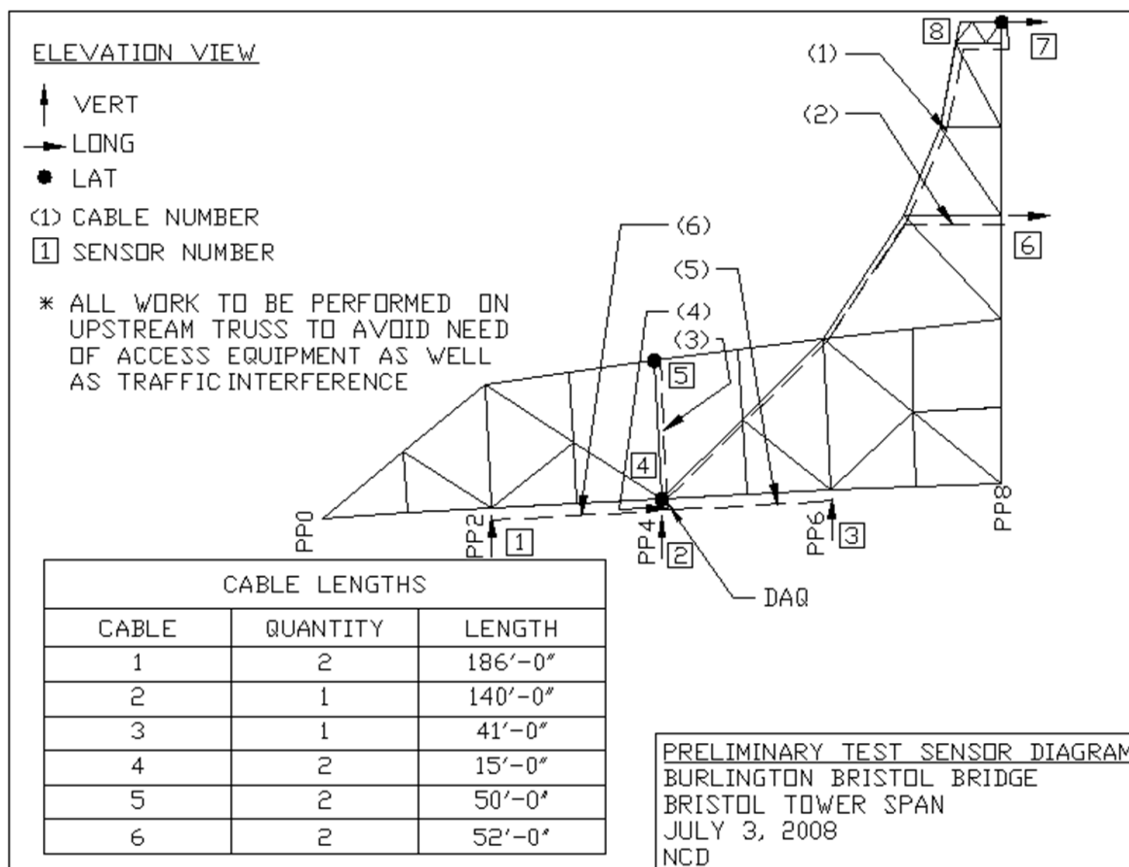 ELEVATION VIEW
VERT
LONG
LAT
(1) CABLE NUMBER
1 SENSOR NUMBER
* ALL WORK TO BE PERFORMED ON
UPSTREAM TRUSS TO AVOID NEED
OF ACCESS EQUIPMENT AS WELL
AS TRAFFIC INTERFERENCE
8
7
(1)
(2)
6
(6)
(5)
(4)
(3)
5
4
PP0
PP2
1
PP4
2
PP6
3
PP8
DAQ
CABLE LENGTHS
CABLE QUANTITY LENGTH
1 2 186'-0"
2 1 140'-0"
3 1 41'-0"
4 2 15'-0"
5 2 50'-0"
6 2 52'-0"
PRELIMINARY TEST SENSOR DIAGRAM
BURLINGTON BRISTOL BRIDGE
BRISTOL TOWER SPAN
JULY 3, 2008
NCD